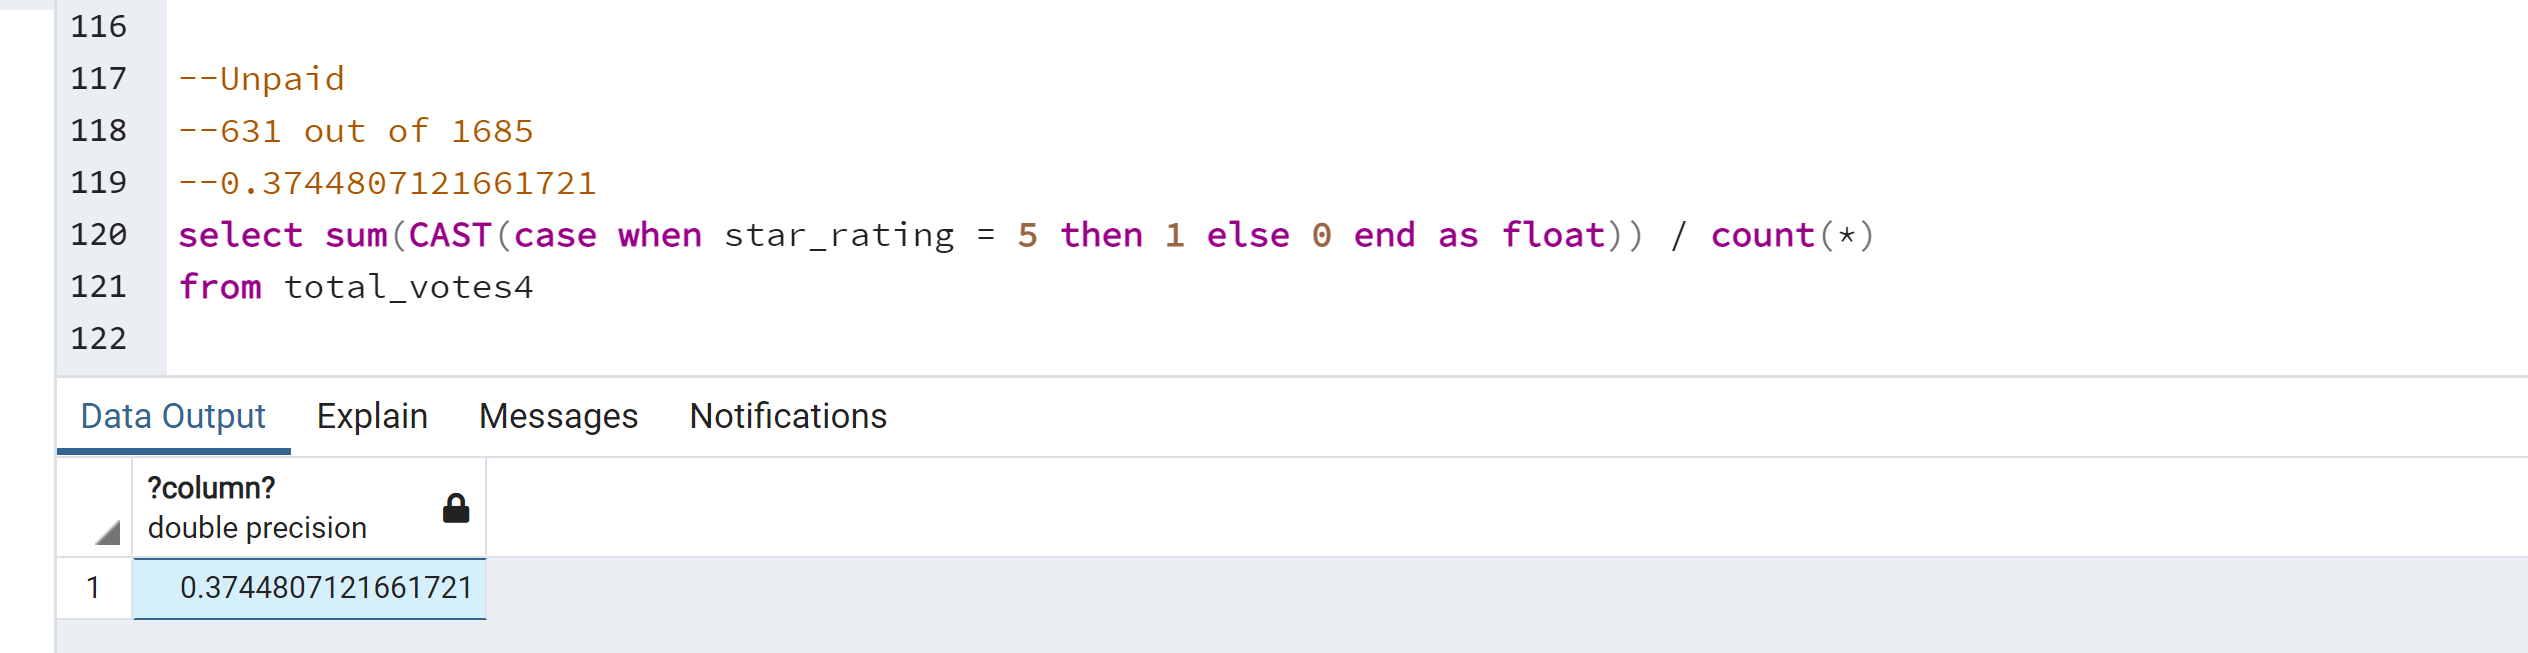 116
117 --Unpaid
118 --631 out of 1685
119 --0.3744807121661721
120 select sum(CAST(case when star_rating = 5 then 1 else 0 end as float)) / count(*)
121 from total_votes4
122
Data Output Explain Messages Notifications
?column?
double precision
1 0.3744807121661721